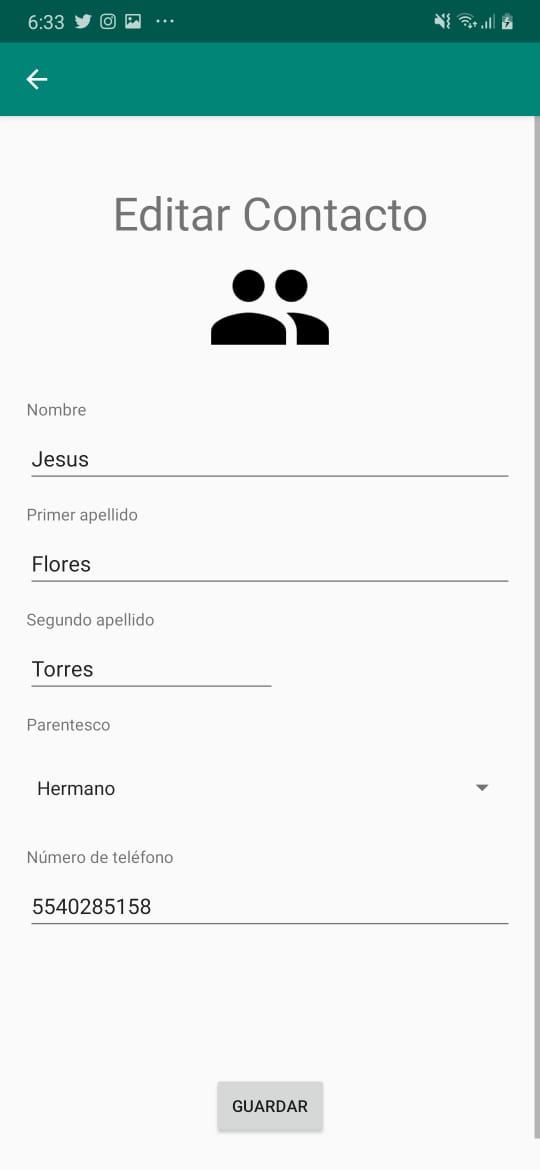 6:33
Editar Contacto
Nombre
Jesus
Primer apellido
Flores
Segundo apellido
Torres
Parentesco
Hermano
Número de teléfono
5540285158
GUARDAR